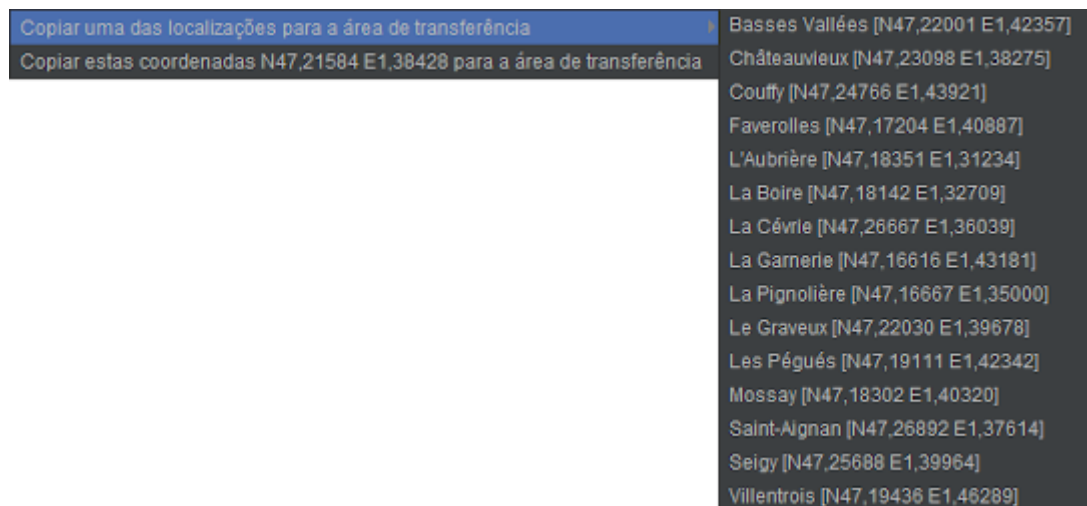 Copiar uma das localizações para a área de transferência
Copiar estas coordenadas N47,21584 E1,38428 para a área de transferência
Basses Vallées [N47,22001 E1,42357]
Châteauvieux [N47,23098 E1,38275]
Couffy [N47,24766 E1,43921]
Faverolles [N47,17204 E1,40887]
L'Aubrière [N47,18351 E1,31234]
La Boire [N47,18142 E1,32709]
La Cévrie [N47,26667 E1,36039]
La Garnerie [N47,16616 E1,43181]
La Pignolière [N47,16667 E1,35000]
Le Graveux [N47,22030 E1,39678]
Les Pégués [N47,19111 E1,42342]
Mossay [N47,18302 E1,40320]
Saint-Aignan [N47,26892 E1,37614]
Seigy [N47,25688 E1,39964]
Villentrois [N47,19436 E1,46289]